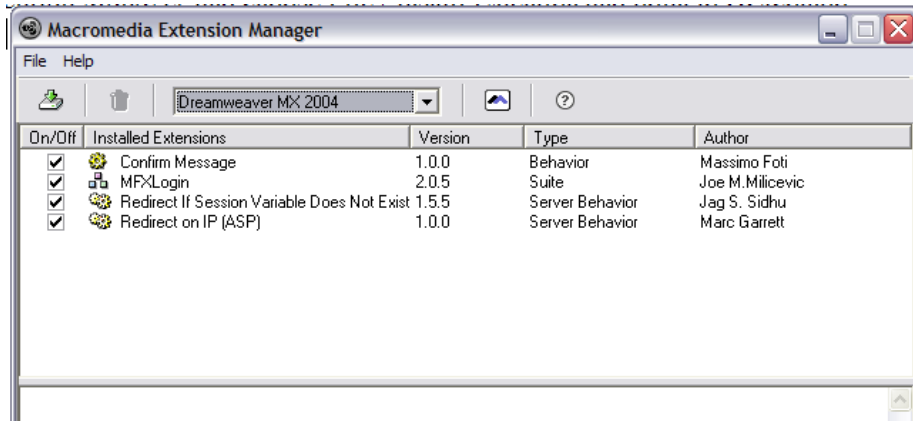 Macromedia Extension Manager
File Help
Dreamweaver MX 2004
On/Off Installed Extensions Version Type Author
Confirm Message 1.0.0 Behavior Massimo Foti
MFXLogin 2.0.5 Suite Joe M.Milicevic
Redirect If Session Variable Does Not Exist 1.5.5 Server Behavior Jag S. Sidhu
Redirect on IP (ASP) 1.0.0 Server Behavior Marc Garrett